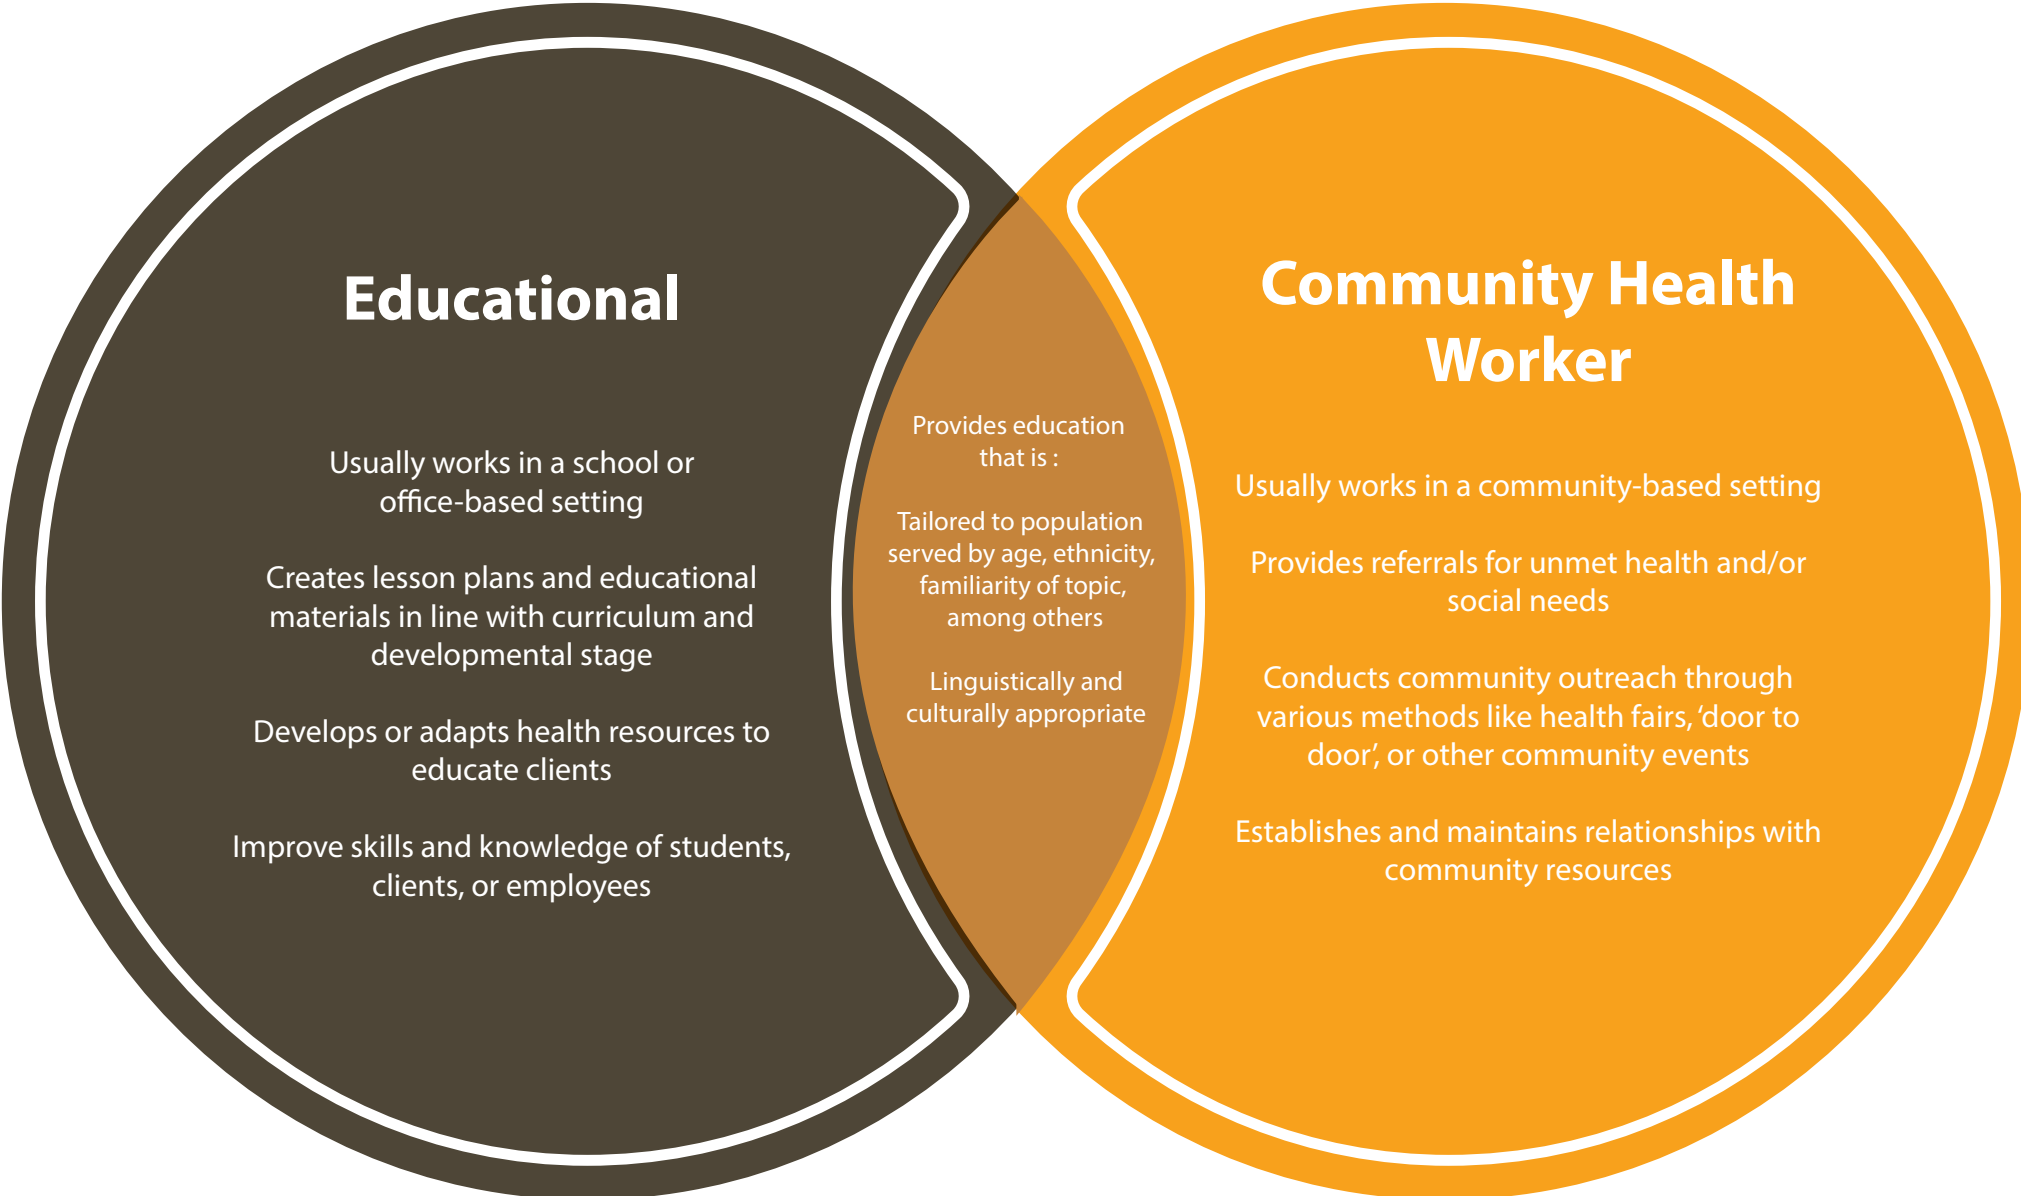 Educational
Usually works in a school or
office-based setting
Creates lesson plans and educational
materials in line with curriculum and
developmental stage
Develops or adapts health resources to
educate clients
Improve skills and knowledge of students,
clients, or employees
Provides education
that is :
Tailored to population
served by age, ethnicity,
familiarity of topic,
among others
Linguistically and
culturally appropriate
Community Health
Worker
Usually works in a community-based setting
Provides referrals for unmet health and/or
social needs
Conducts community outreach through
various methods like health fairs, ‘door to
door’, or other community events
Establishes and maintains relationships with
community resources